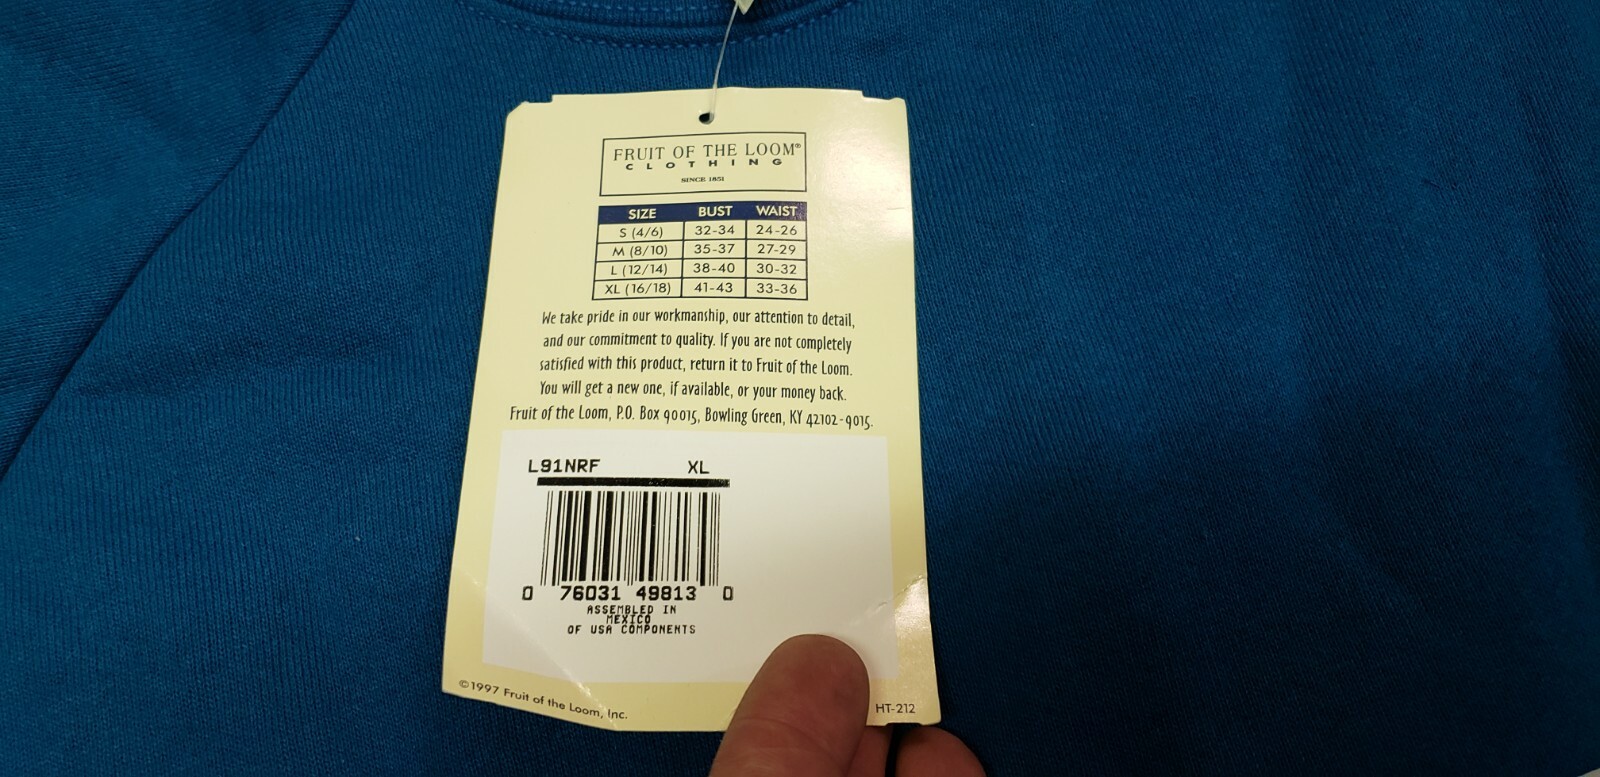 FRUIT OF THE LOOM®
CLOTHING
SINCE 1851
SIZE BUST WAIST
S (4/6) 32-34 24-26
M (8/10) 35-37 27-29
L (12/14) 38-40 30-32
XL (16/18) 41-43 33-36
We take pride in our workmanship, our attention to detail,
and our commitment to quality. If you are not completely
satisfied with this product, return it to Fruit of the Loom.
You will get a new one, if available, or your money back.
Fruit of the Loom, P.O. Box 90015, Bowling Green, KY 42102-9015.
L91NRF XL
0 76031 49813 0
ASSEMBLED IN
MEXICO
OF USA COMPONENTS
©1997 Fruit of the Loom, Inc.
HT-212